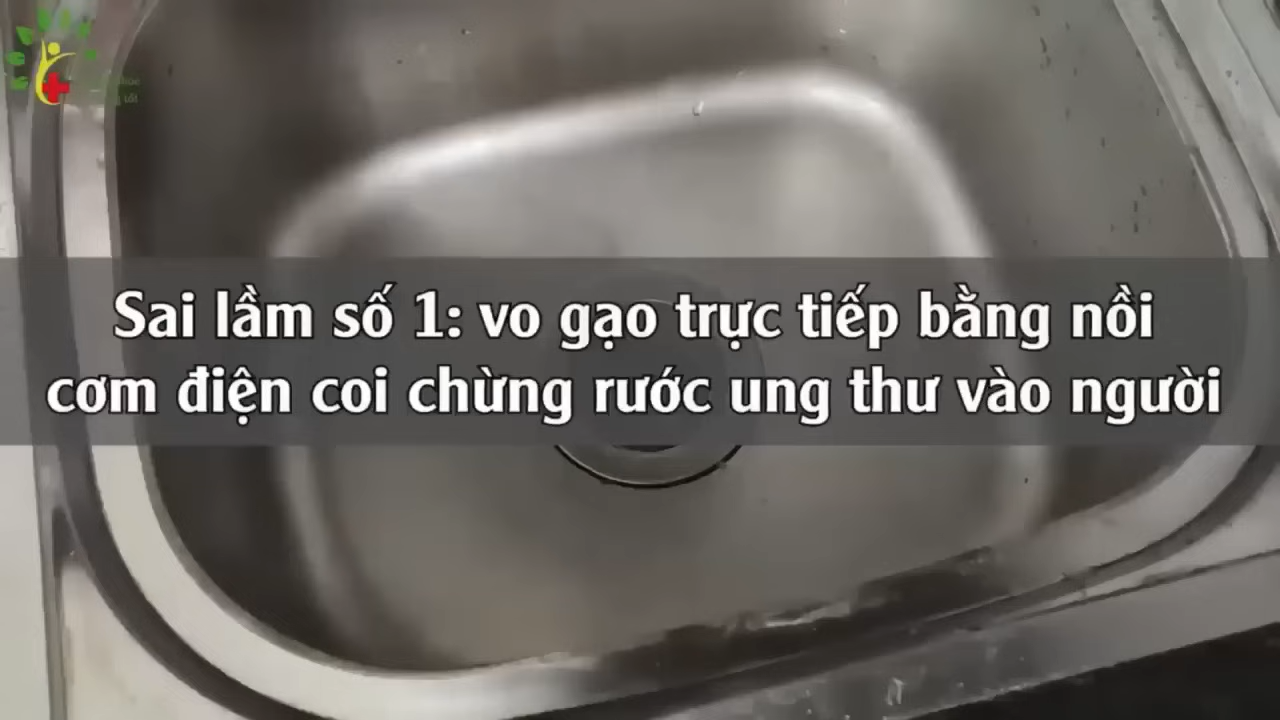 Sai lầm số 1: vo gạo trực tiếp bằng nồi
cơm điện coi chừng rước ung thư vào người